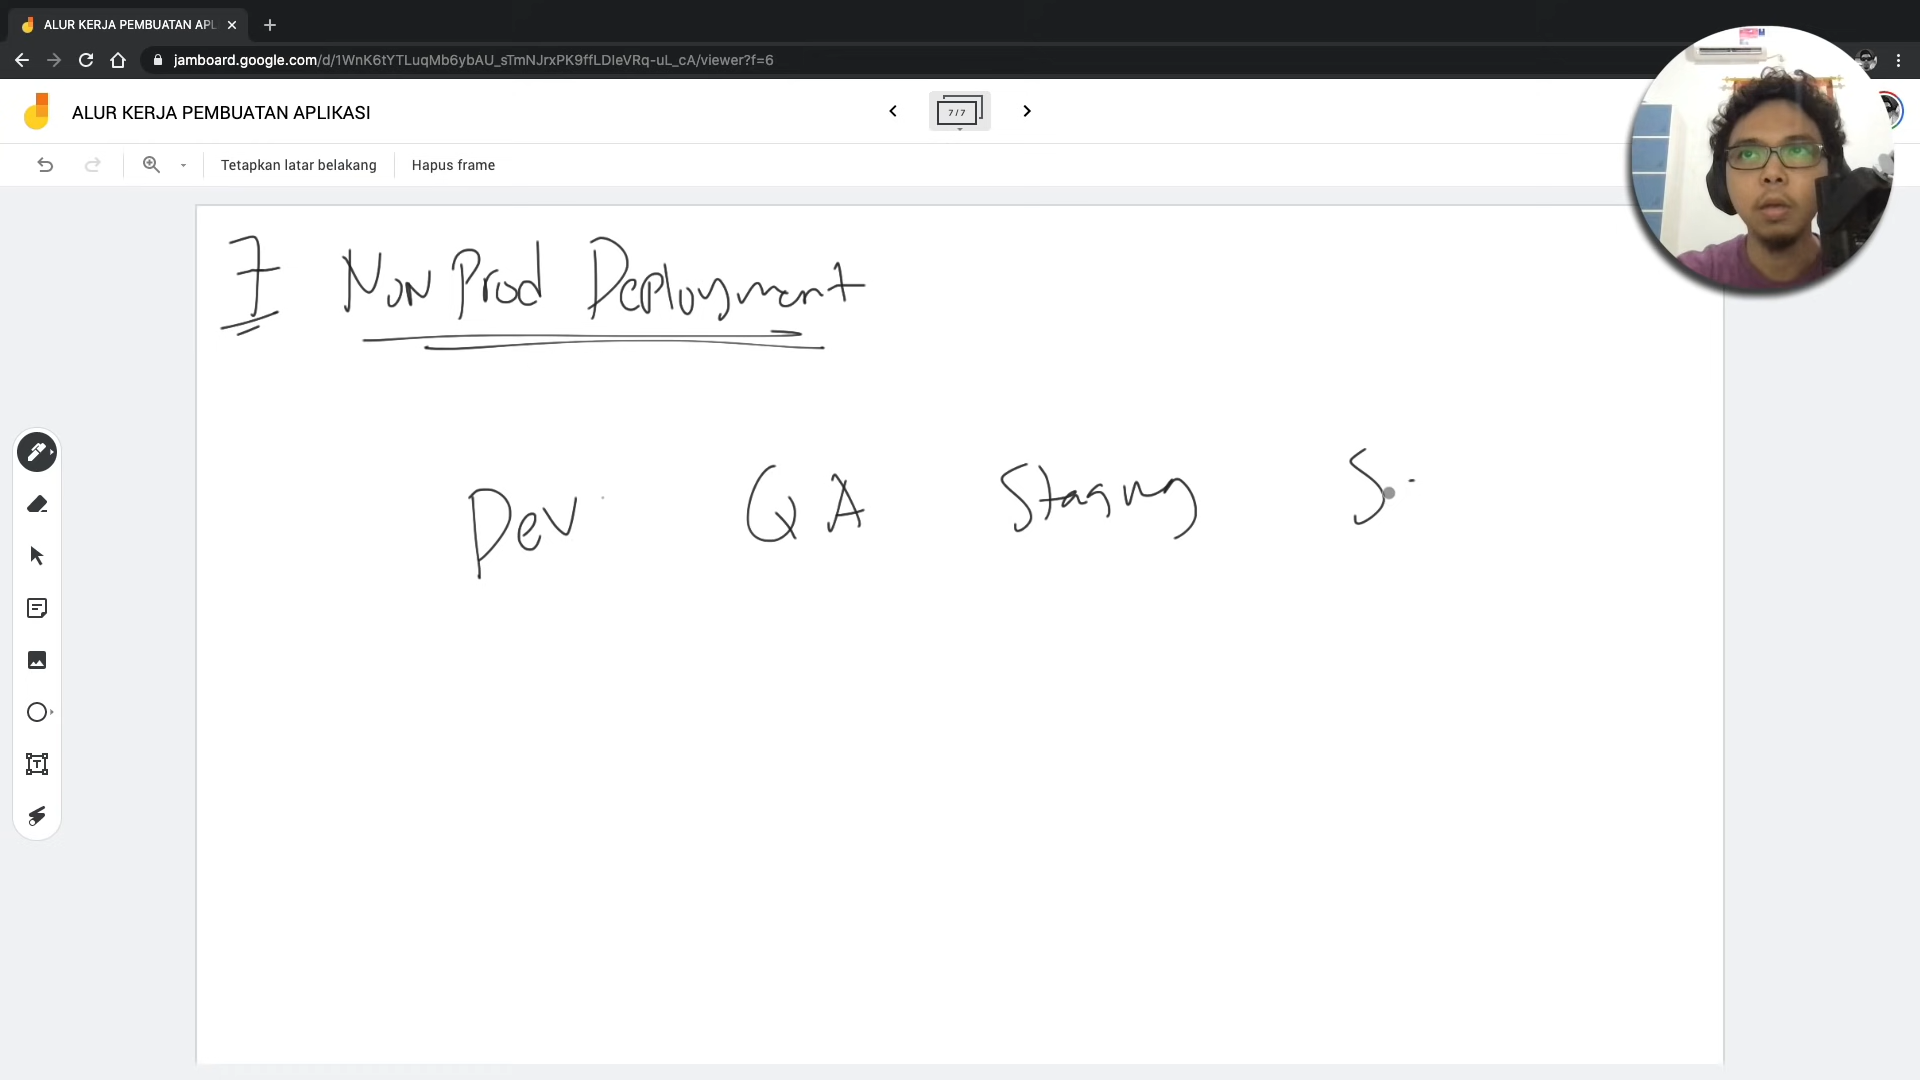 ALUR KERJA PEMBUATAN APL
jamboard.google.com/d/1WnK6tYTLuqMb6ybAU_sTmNJrxPK9ffLDIeVRq-uL_cA/viewer?f=6
ALUR KERJA PEMBUATAN APLIKASI
7/7
Tetapkan latar belakang Hapus frame
7 Non Prod Deployment
Dev QA Staging S